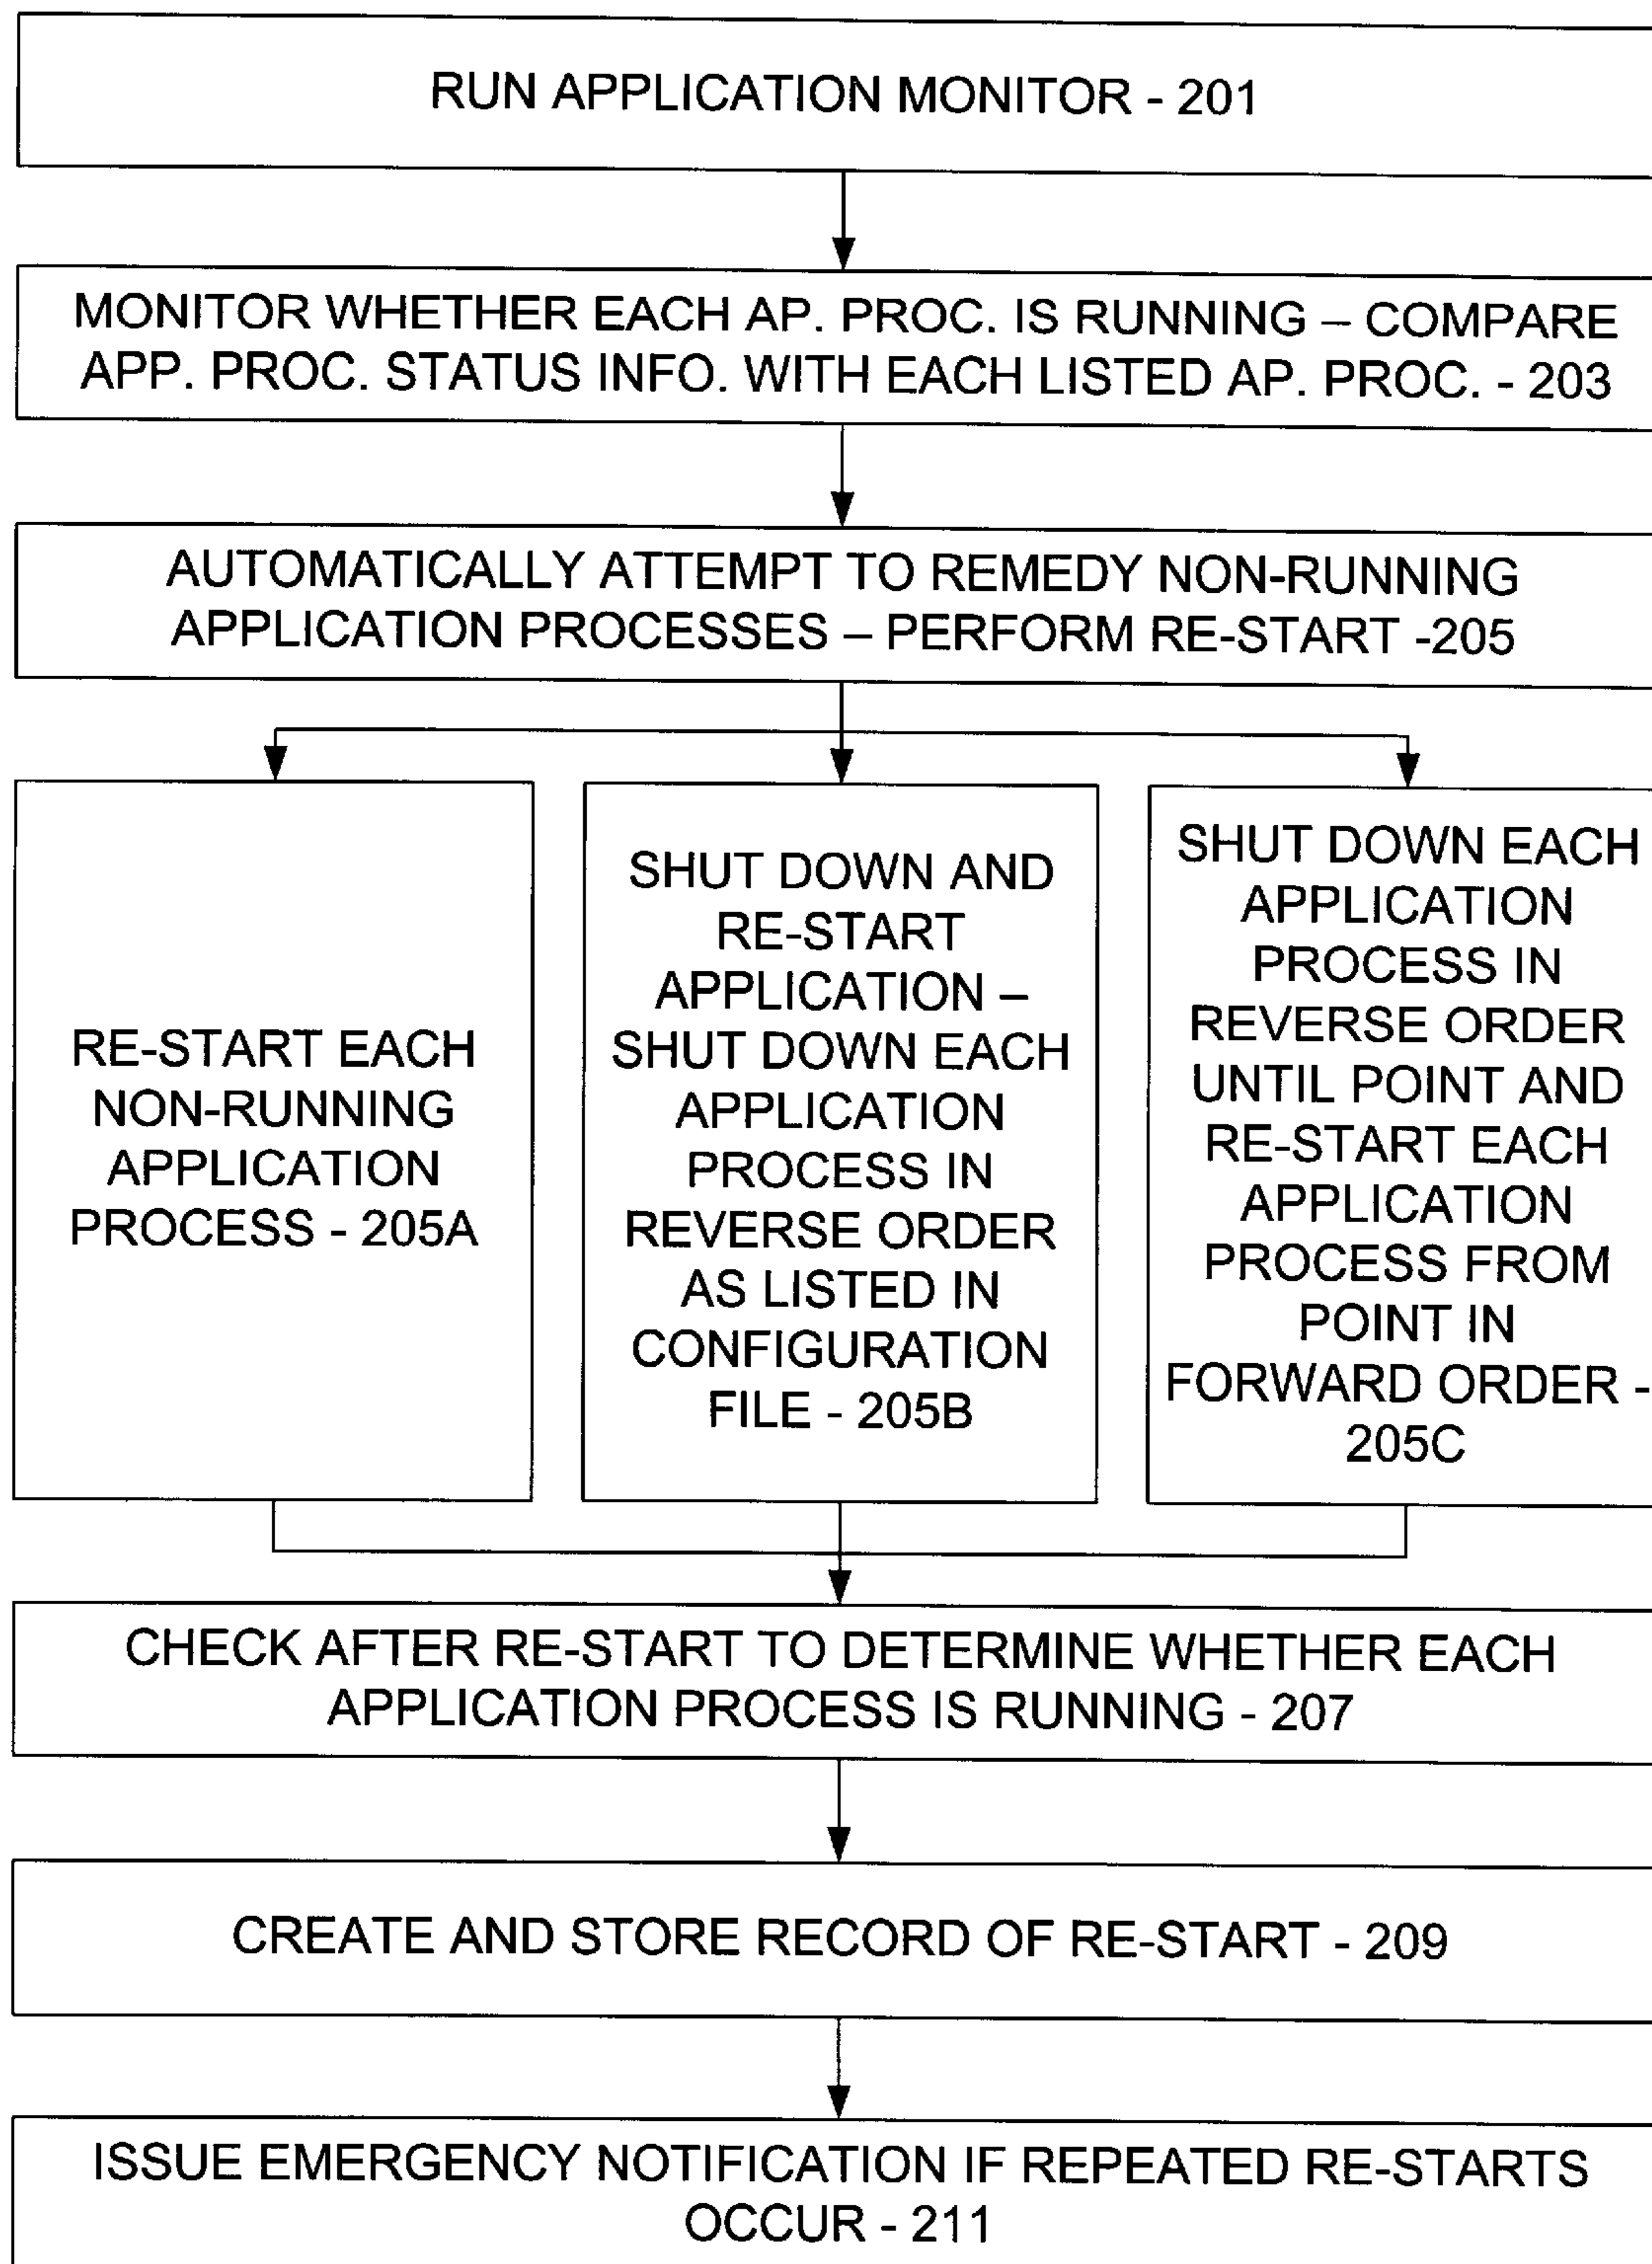 RUN APPLICATION MONITOR - 201
MONITOR WHETHER EACH AP. PROC. IS RUNNING – COMPARE
APP. PROC. STATUS INFO. WITH EACH LISTED AP. PROC. - 203
AUTOMATICALLY ATTEMPT TO REMEDY NON-RUNNING
APPLICATION PROCESSES – PERFORM RE-START -205
RE-START EACH
NON-RUNNING
APPLICATION
PROCESS - 205A
SHUT DOWN AND
RE-START
APPLICATION –
SHUT DOWN EACH
APPLICATION
PROCESS IN
REVERSE ORDER
AS LISTED IN
CONFIGURATION
FILE - 205B
SHUT DOWN EACH
APPLICATION
PROCESS IN
REVERSE ORDER
UNTIL POINT AND
RE-START EACH
APPLICATION
PROCESS FROM
POINT IN
FORWARD ORDER -
205C
CHECK AFTER RE-START TO DETERMINE WHETHER EACH
APPLICATION PROCESS IS RUNNING - 207
CREATE AND STORE RECORD OF RE-START - 209
ISSUE EMERGENCY NOTIFICATION IF REPEATED RE-STARTS
OCCUR - 211